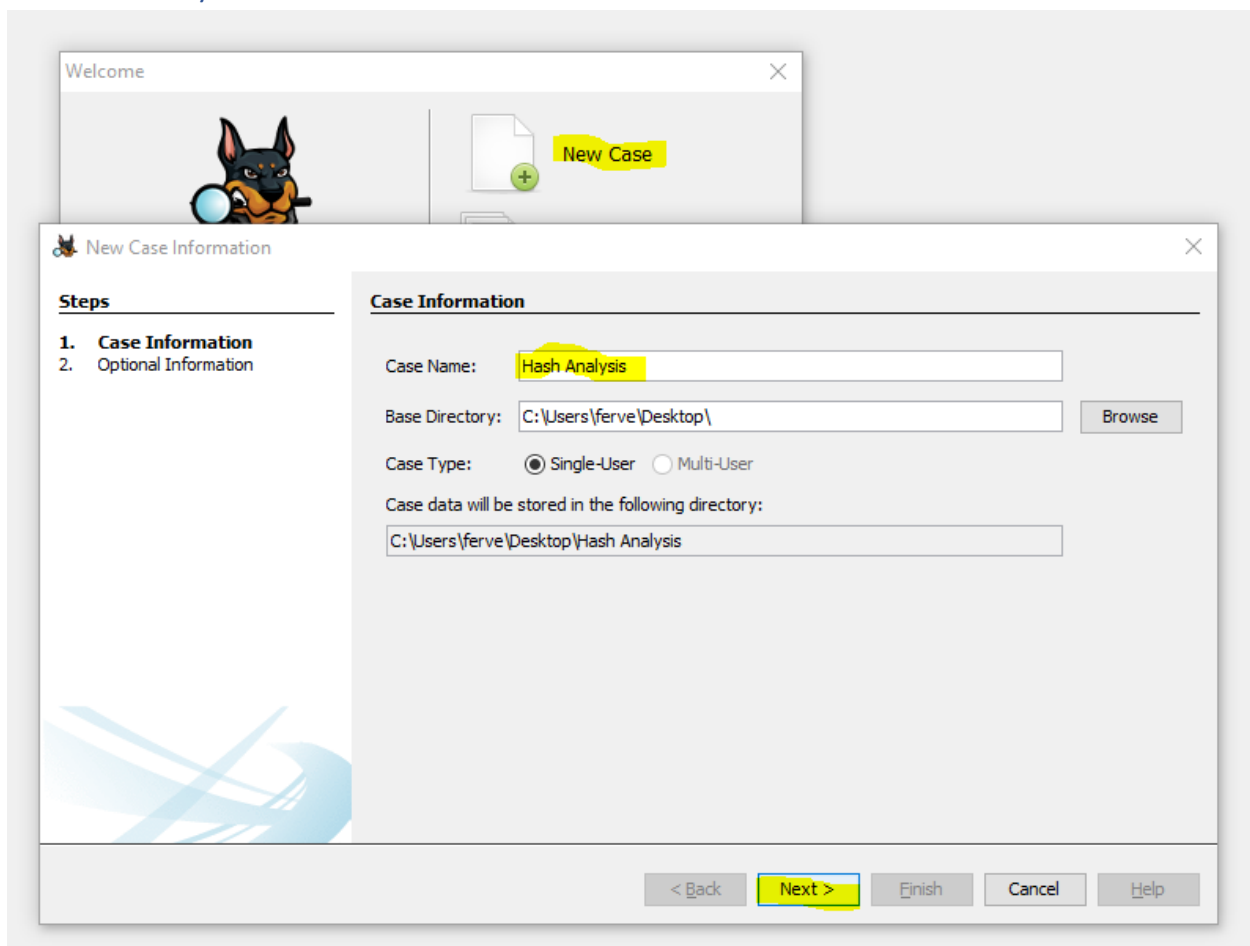 Welcome
New Case
New Case Information
Steps
1. Case Information
2. Optional Information
Case Information
Case Name: Hash Analysis
Base Directory: C:\Users\ferve\Desktop\ Browse
Case Type: Single-User Multi-User
Case data will be stored in the following directory:
C:\Users\ferve\Desktop\Hash Analysis
< Back Next > Finish Cancel Help